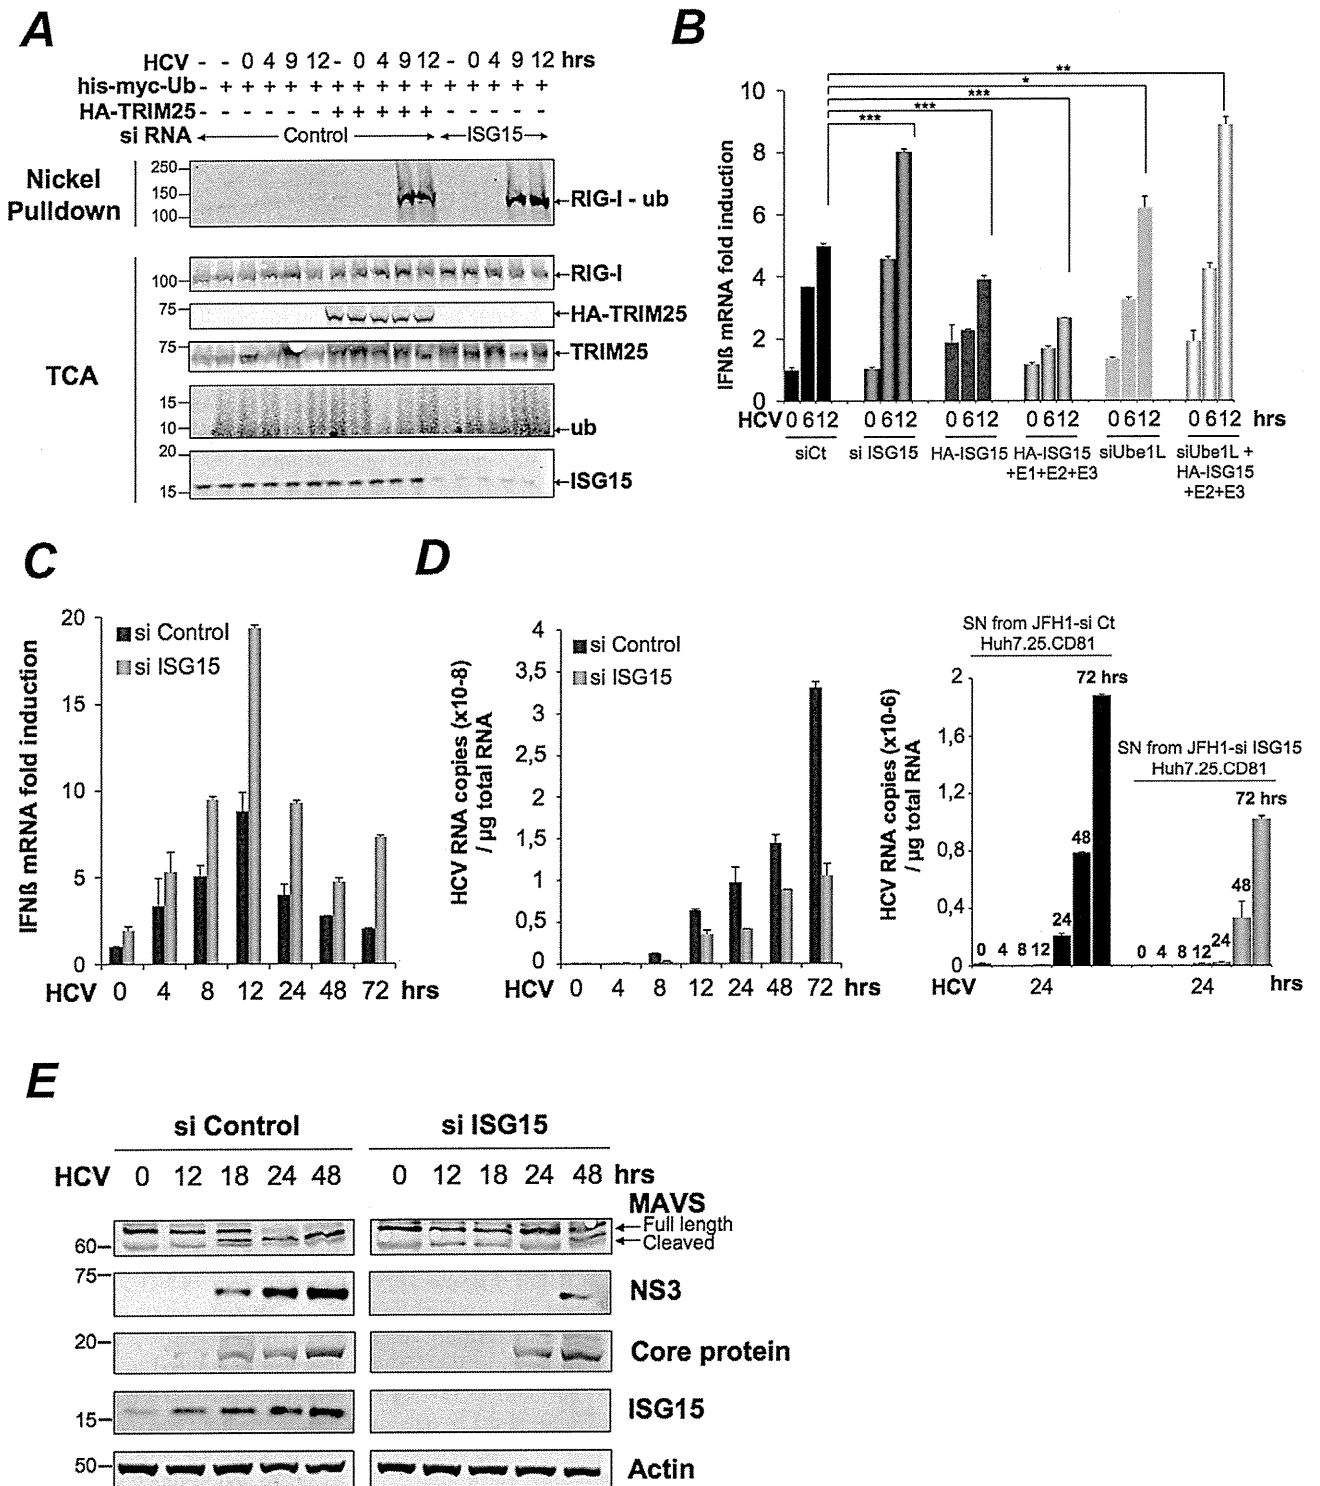 A
HCV - - 0 4 9 12 - 0 4 9 12 - 0 4 9 12 hrs
his-myc-Ub - + + + + + + + + + + + + + + +
HA-TRIM25 - - - - - - + + + + + - - - - -
si RNA Control ISG15
Nickel
Pulldown
250
150
100
RIG-I - ub
TCA
100
RIG-I
75
HA-TRIM25
75
TRIM25
15
10
ub
20
15
ISG15
B
IFNß mRNA fold induction
10
8
6
4
2
0
**
*
***
***
***
HCV 0 6 12 0 6 12 0 6 12 0 6 12 0 6 12 0 6 12 hrs
siCt
si ISG15
HA-ISG15
HA-ISG15
+E1+E2+E3
siUbe1L
siUbe1L +
HA-ISG15
+E2+E3
C
IFNß mRNA fold induction
20
15
10
5
0
si Control
si ISG15
HCV 0 4 8 12 24 48 72 hrs
D
HCV RNA copies (x10-8)
/ µg total RNA
4
3,5
3
2,5
2
1,5
1
0,5
0
si Control
si ISG15
HCV 0 4 8 12 24 48 72 hrs
SN from JFH1-si Ct
Huh7.25.CD81
HCV RNA copies (x10-6)
/ µg total RNA
2
1,6
1,2
0,8
0,4
0
72 hrs
48
24
0 4 8 12
SN from JFH1-si ISG15
Huh7.25.CD81
72 hrs
48
24
0 4 8 12
HCV 24 24 hrs
E
si Control si ISG15
HCV 0 12 18 24 48 0 12 18 24 48 hrs
MAVS
Full length
Cleaved
60
75
NS3
20
Core protein
15
ISG15
50
Actin